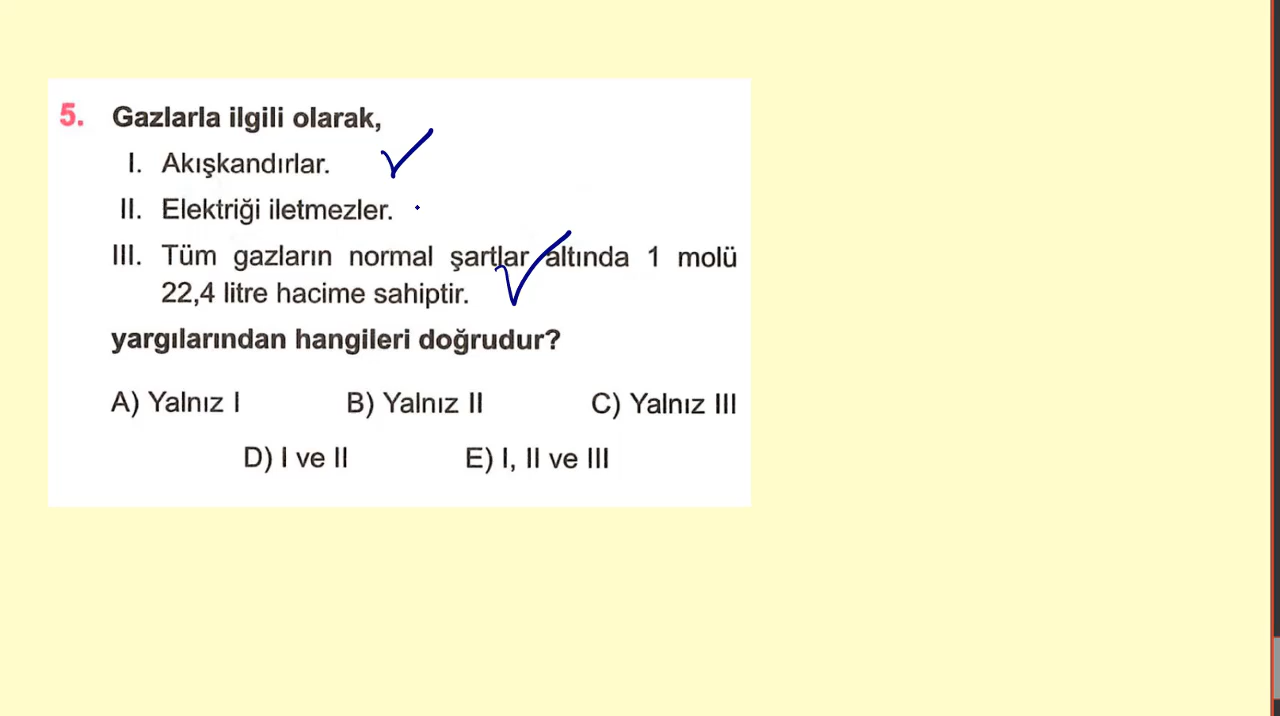 5. Gazlarla ilgili olarak,
I. Akışkandırlar.
II. Elektriği iletmezler.
III. Tüm gazların normal şartlar altında 1 molü
22,4 litre hacime sahiptir.
yargılarından hangileri doğrudur?
A) Yalnız I B) Yalnız II C) Yalnız III
D) I ve II E) I, II ve III